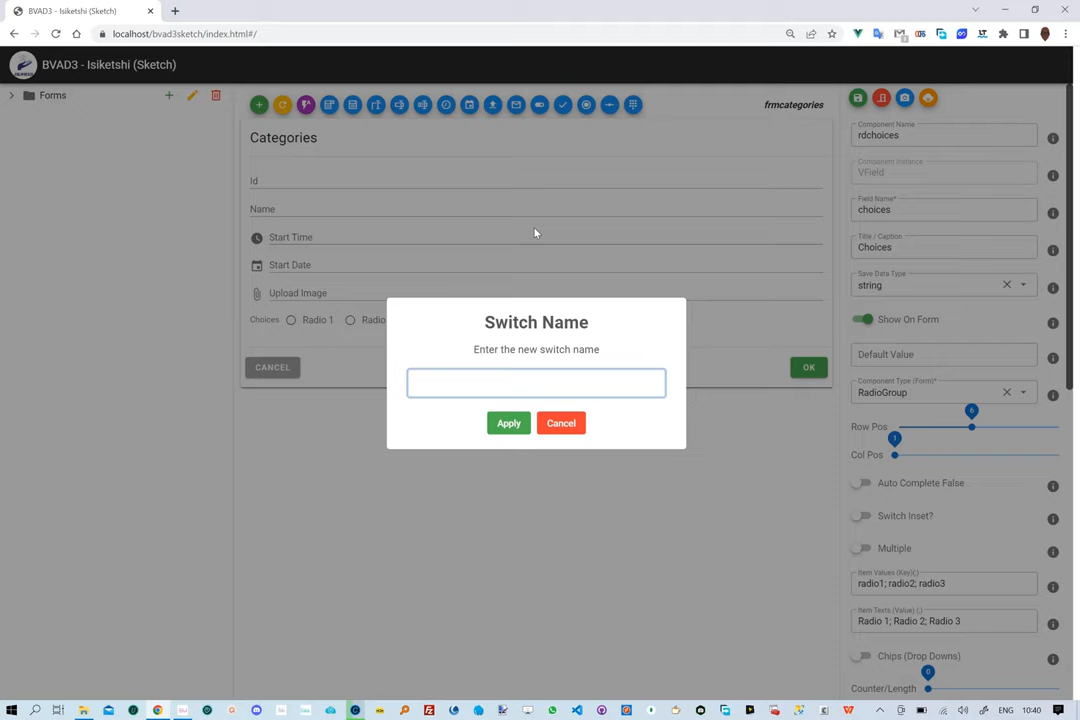 BVAD3 - Isiketshi (Sketch)
localhost/bvad3sketch/index.html#/
BVAD3 - Isiketshi (Sketch)
Forms
frmcategories
Categories
Id
Name
Start Time
Start Date
Upload Image
Choices Radio 1 Radio
CANCEL
OK
Switch Name
Enter the new switch name
Apply
Cancel
Component Name
rdchoices
Component Instance
VField
Field Name*
choices
Title / Caption
Choices
Save Data Type
string
Show On Form
Default Value
Component Type (Form)*
RadioGroup
6
Row Pos
1
Col Pos
Auto Complete False
Switch Inset?
Multiple
Item Values (Key)(;)
radio1; radio2; radio3
Item Texts (Value) (;)
Radio 1; Radio 2; Radio 3
Chips (Drop Downs)
0
Counter/Length
ENG
10:40